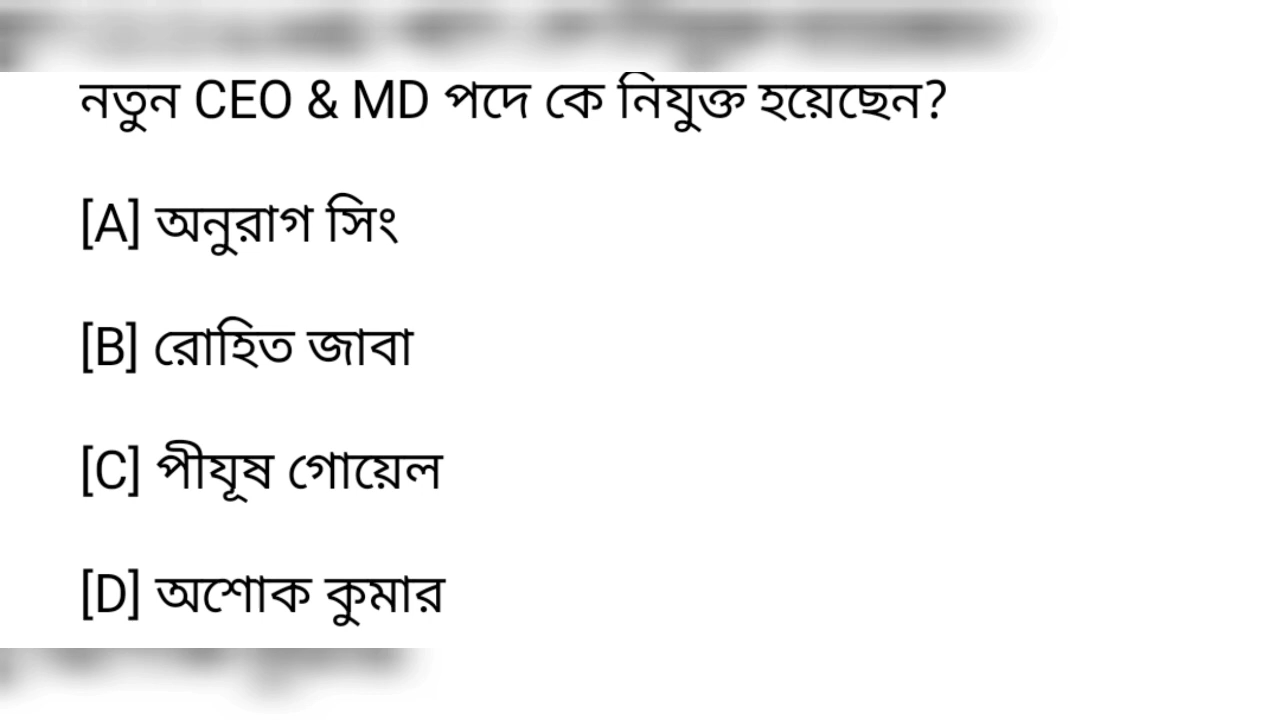 নতুন CEO & MD পদে কে নিযুক্ত হয়েছেন?
[A] অনুরাগ সিং
[B] রোহিত জাবা
[C] পীযূষ গোয়েল
[D] অশোক কুমার